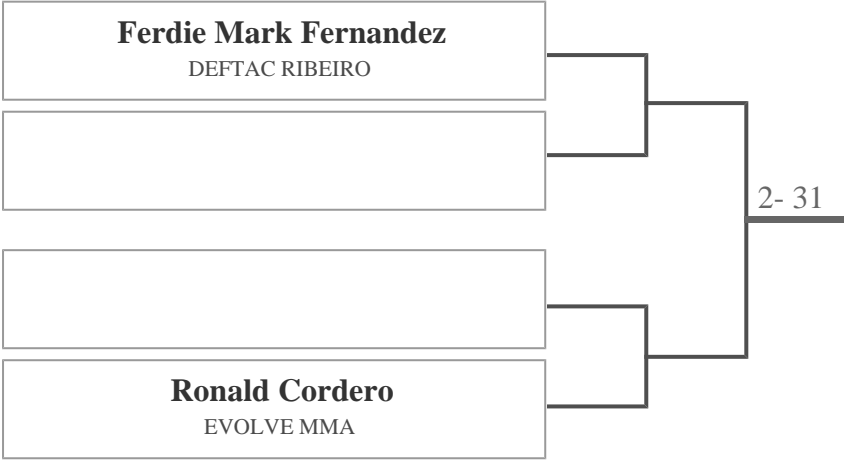 Ferdie Mark Fernandez
DEFTAC RIBEIRO
2- 31
Ronald Cordero
EVOLVE MMA